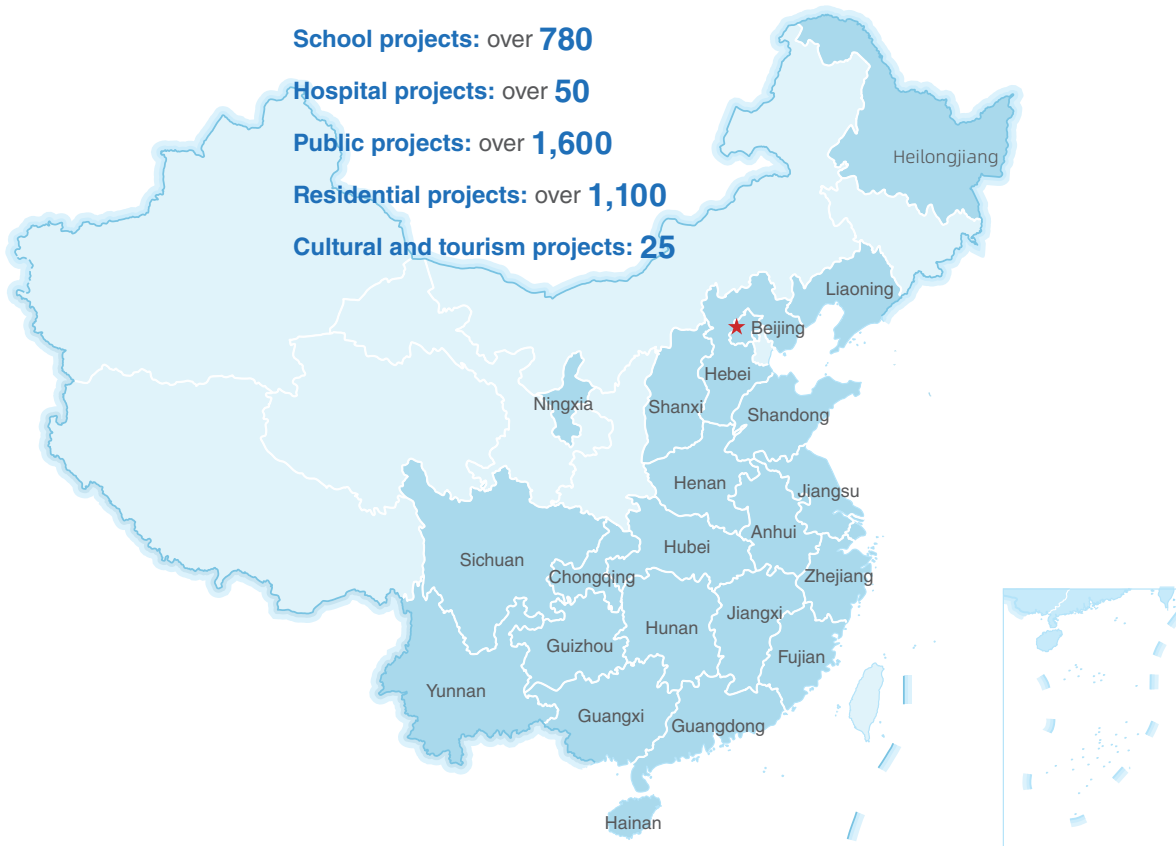 School projects: over 780
Hospital projects: over 50
Public projects: over 1,600
Residential projects: over 1,100
Cultural and tourism projects: 25
Heilongjiang
Liaoning
Beijing
Hebei
Ningxia
Shanxi
Shandong
Henan
Jiangsu
Anhui
Hubei
Sichuan
Chongqing
Zhejiang
Jiangxi
Hunan
Guizhou
Fujian
Yunnan
Guangxi
Guangdong
Hainan